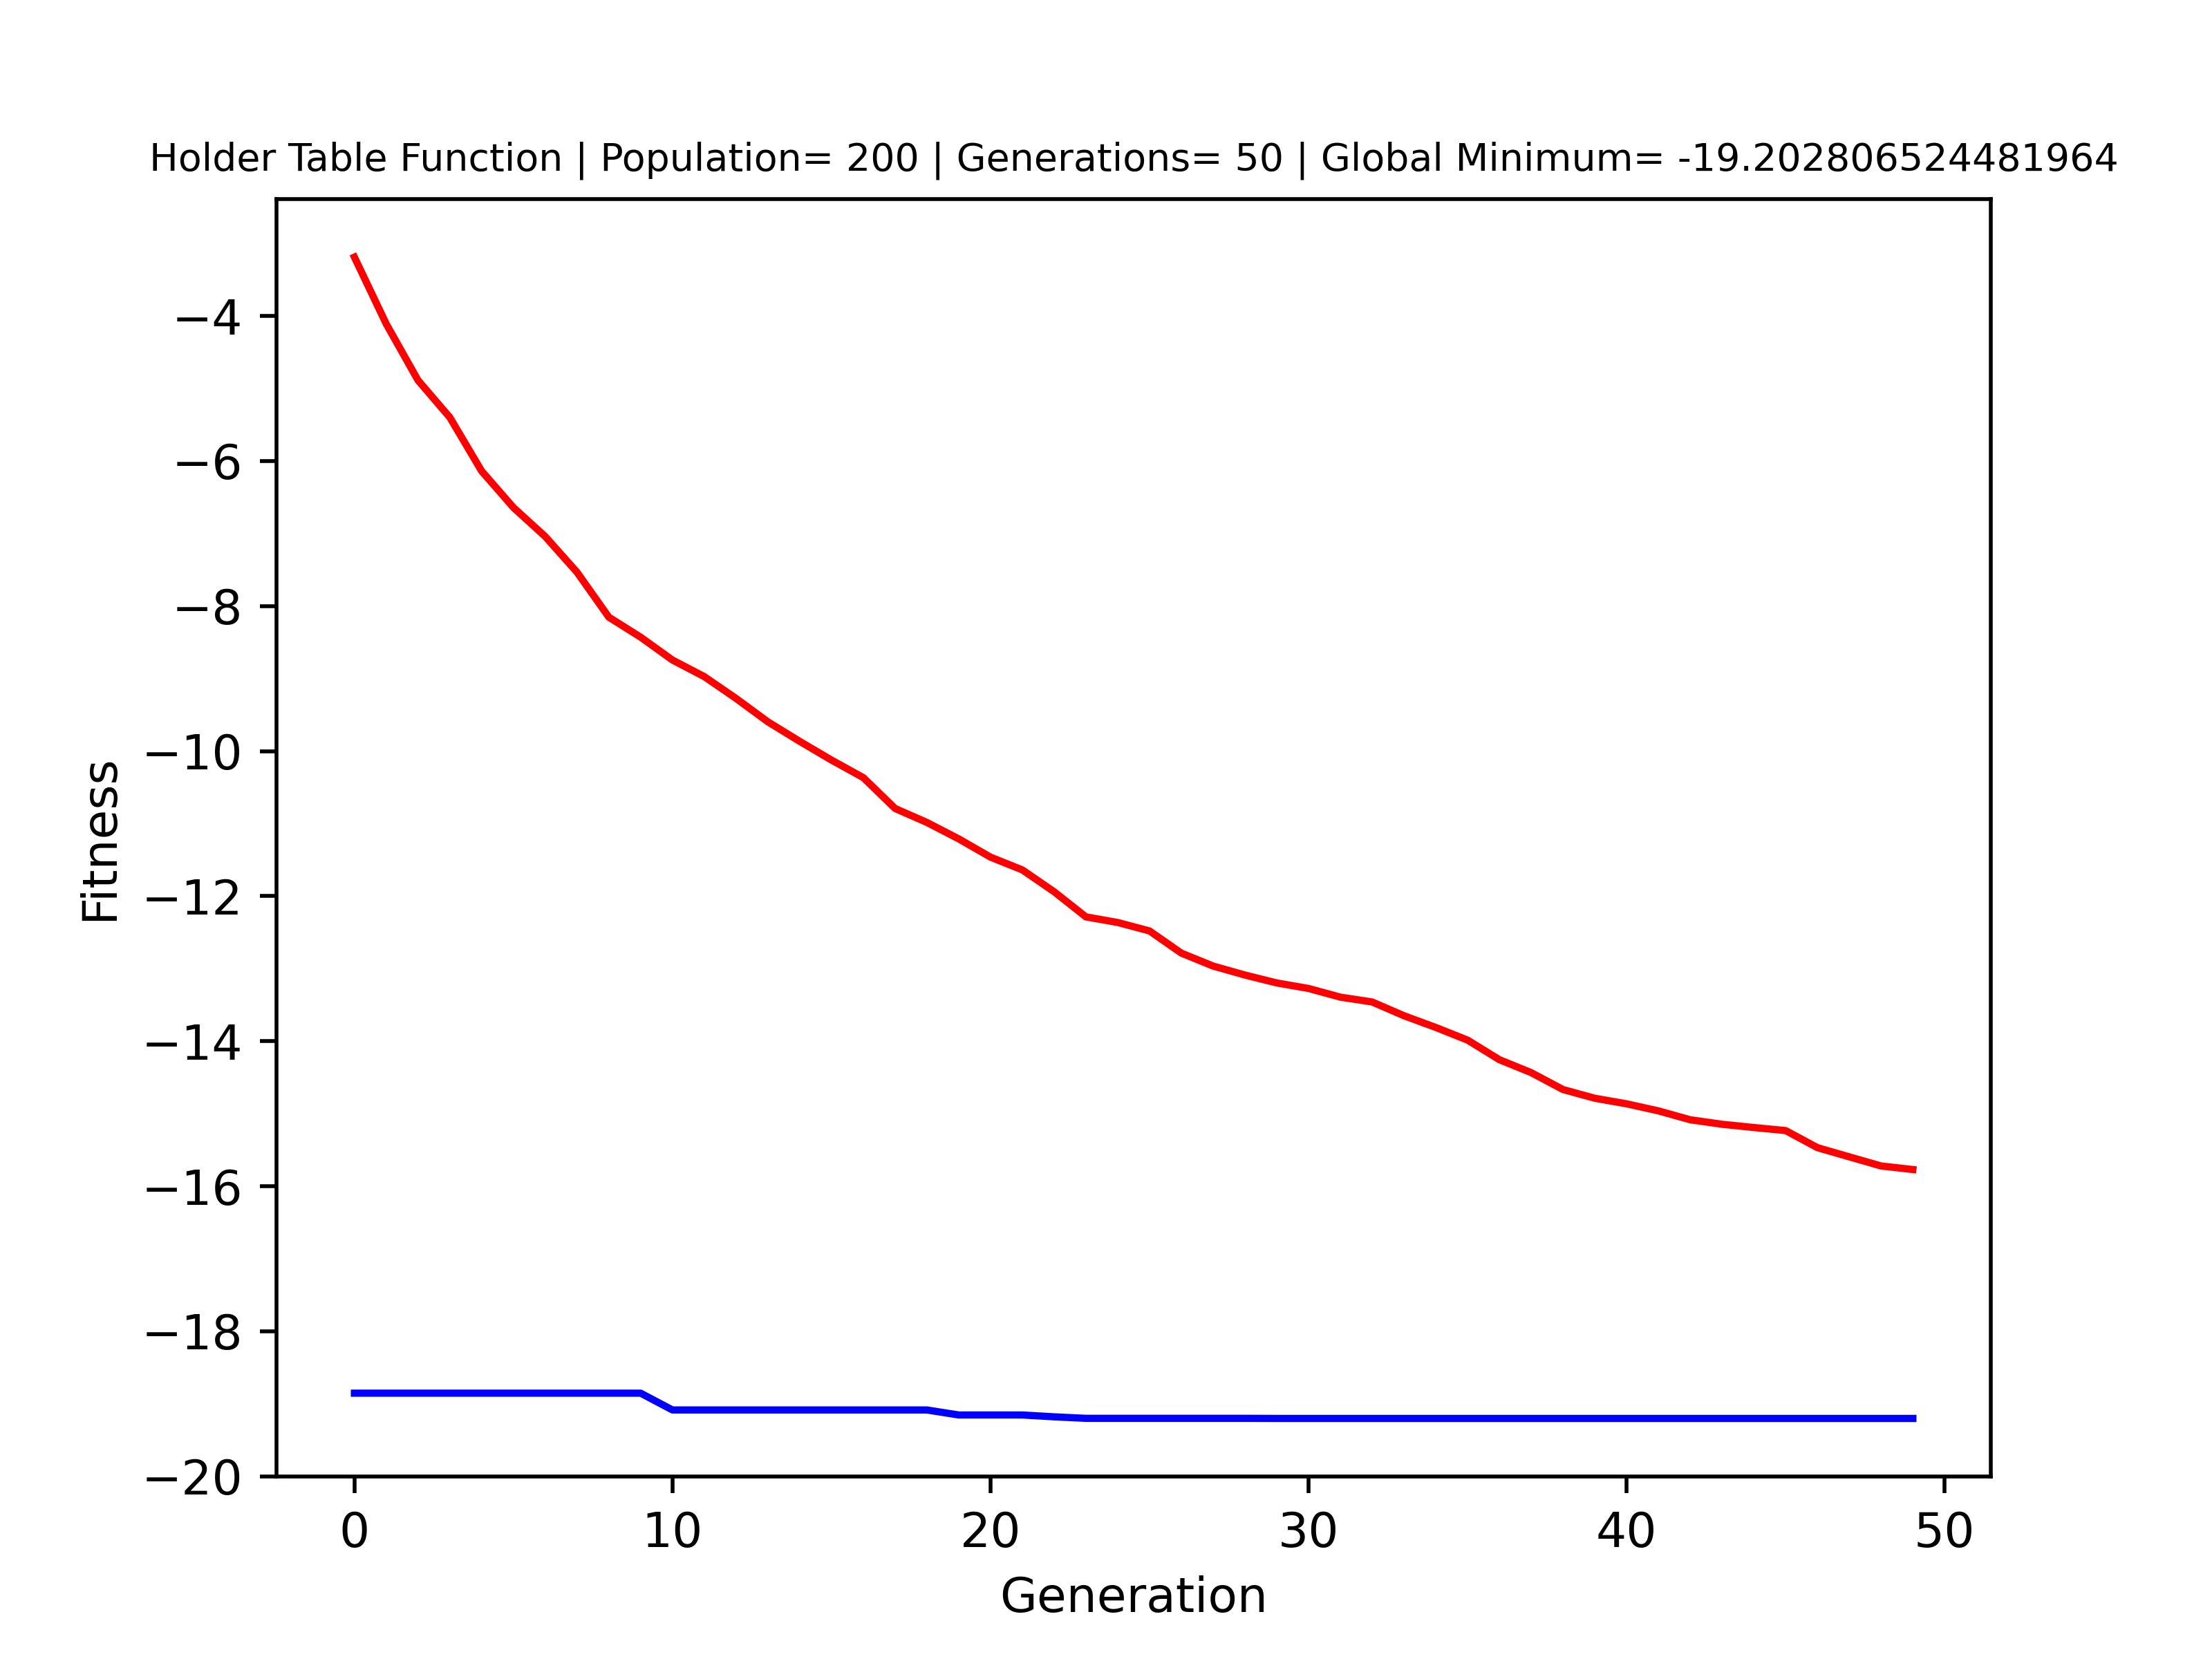 Holder Table Function | Population= 200 | Generations= 50 | Global Minimum= -19.202806524481964
−4
−6
−8
−10
−12
−14
−16
−18
−20
Fitness
0 10 20 30 40 50
Generation